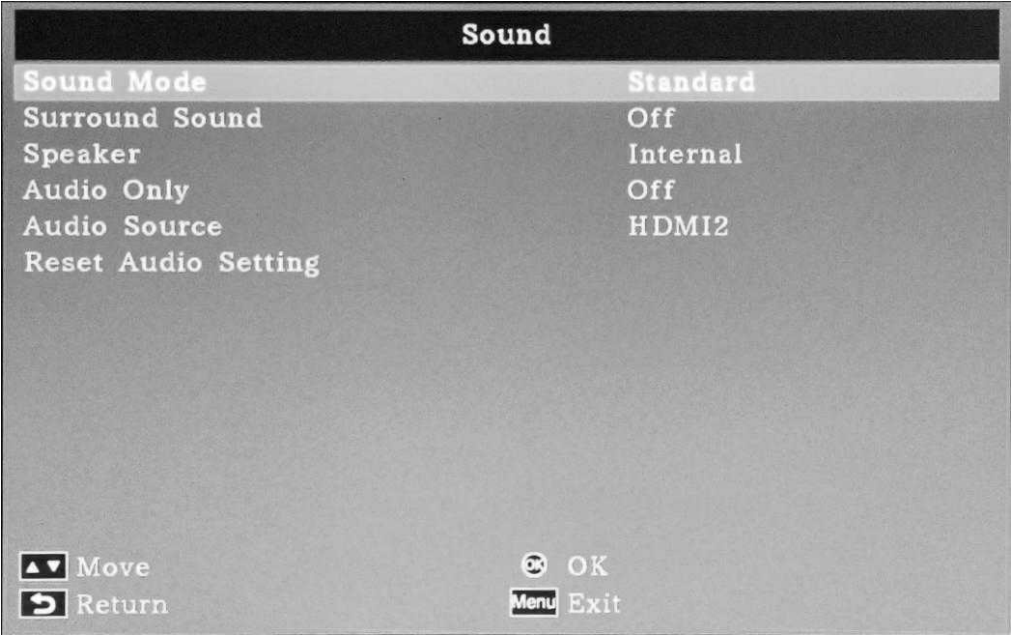 Sound
Sound Mode Standard
Surround Sound Off
Speaker Internal
Audio Only Off
Audio Source HDMI2
Reset Audio Setting
▲▼ Move OK OK
Return Menu Exit